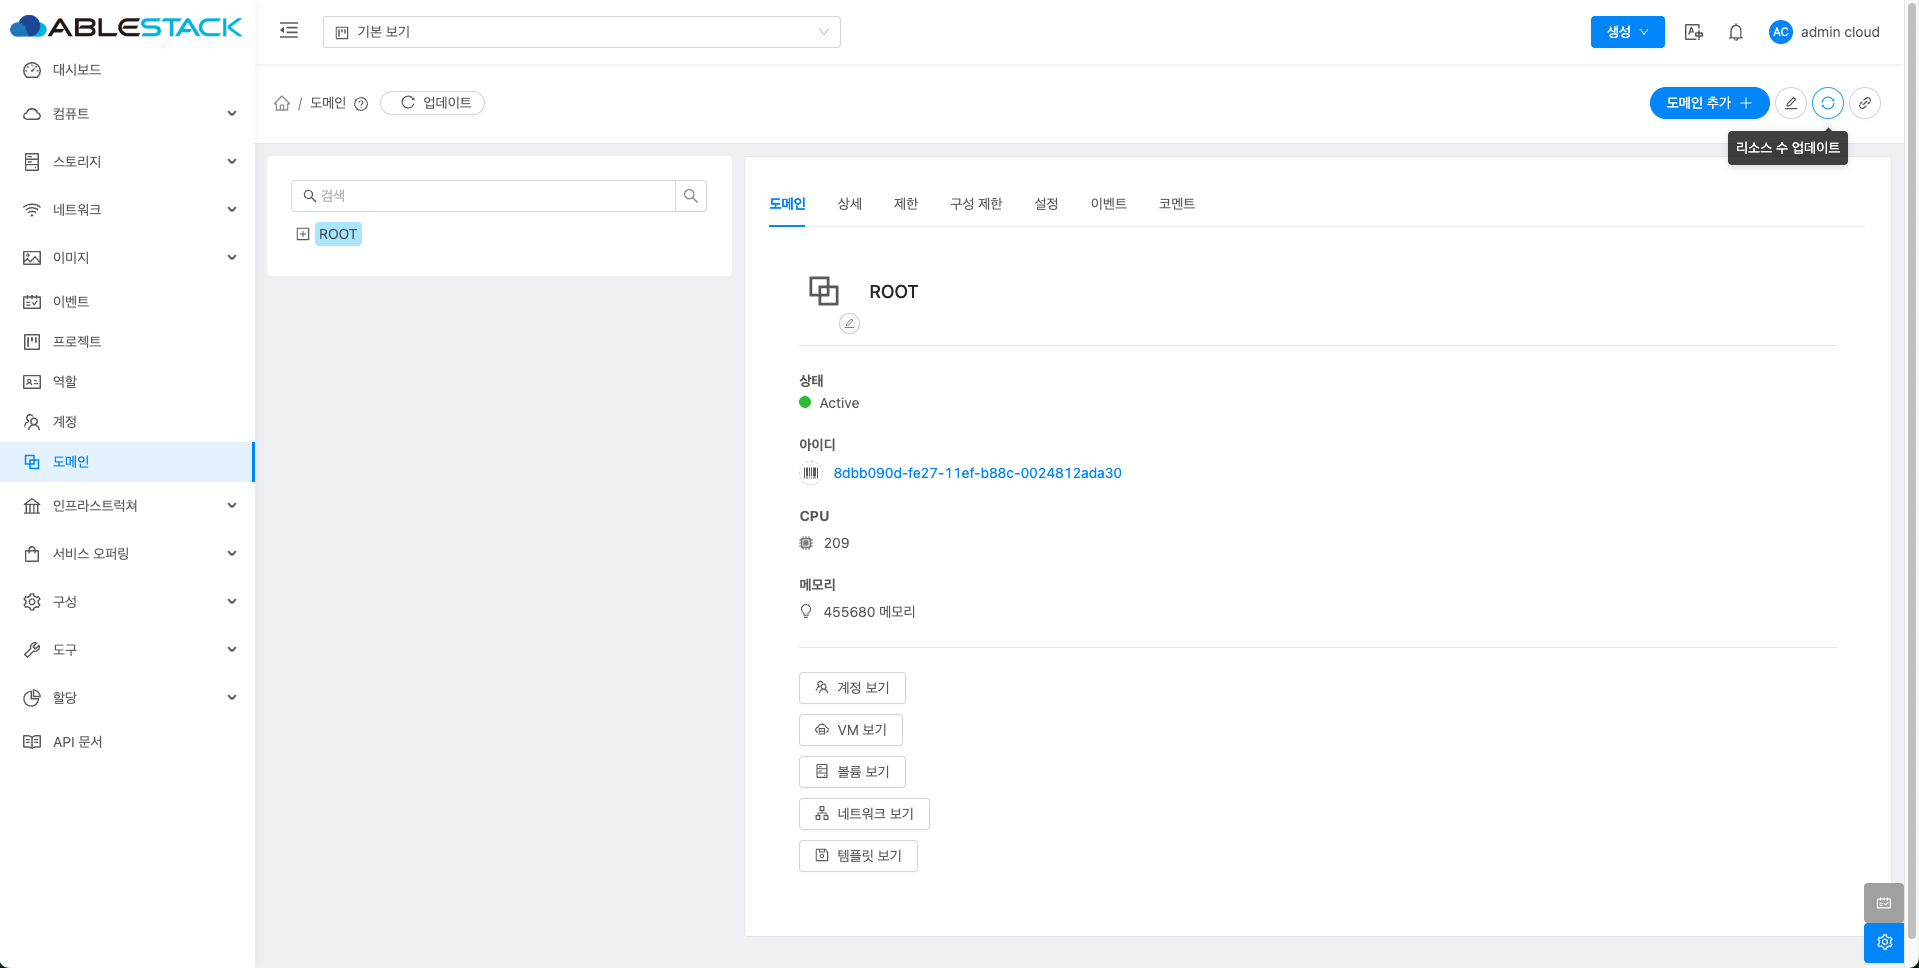 ABLESTACK
기본 보기
생성
AC
admin cloud
대시보드
컴퓨트
스토리지
네트워크
이미지
이벤트
프로젝트
역할
계정
도메인
인프라스트럭쳐
서비스 오퍼링
구성
도구
할당
API 문서
/ 도메인
업데이트
도메인 추가
리소스 수 업데이트
검색
ROOT
도메인 상세 제한 구성 제한 설정 이벤트 코멘트
ROOT
상태
Active
아이디
8dbb090d-fe27-11ef-b88c-0024812ada30
CPU
209
메모리
455680 메모리
계정 보기
VM 보기
볼륨 보기
네트워크 보기
템플릿 보기